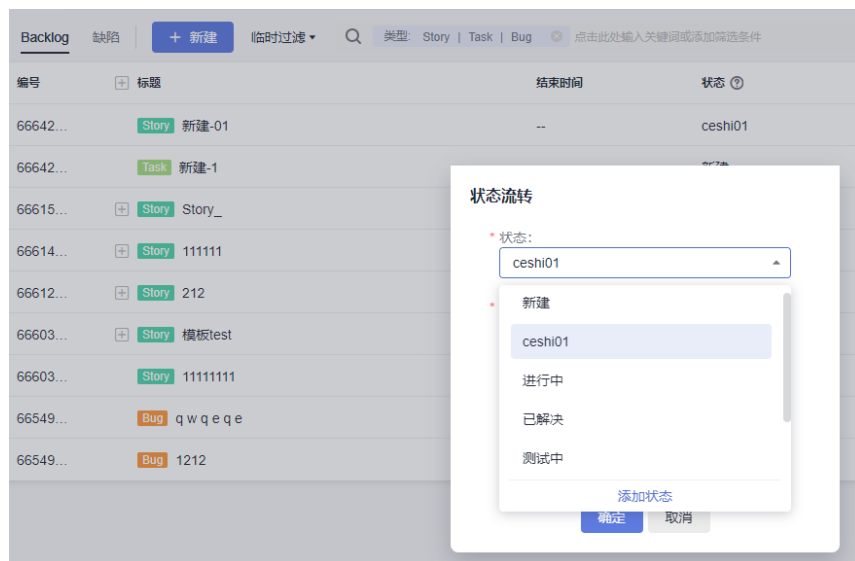 Backlog 缺陷 + 新建 临时过滤 类型: Story | Task | Bug 点击此处输入关键词或添加筛选条件
编号 标题 结束时间 状态
66642... Story 新建-01 -- ceshi01
66642... Task 新建-1 新建
66615... Story Story_
66614... Story 111111
66612... Story 212
66603... Story 模板test
66603... Story 11111111
66549... Bug q w q e q e
66549... Bug 1212
状态流转
* 状态:
ceshi01
*
新建
ceshi01
进行中
已解决
测试中
添加状态
确定 取消